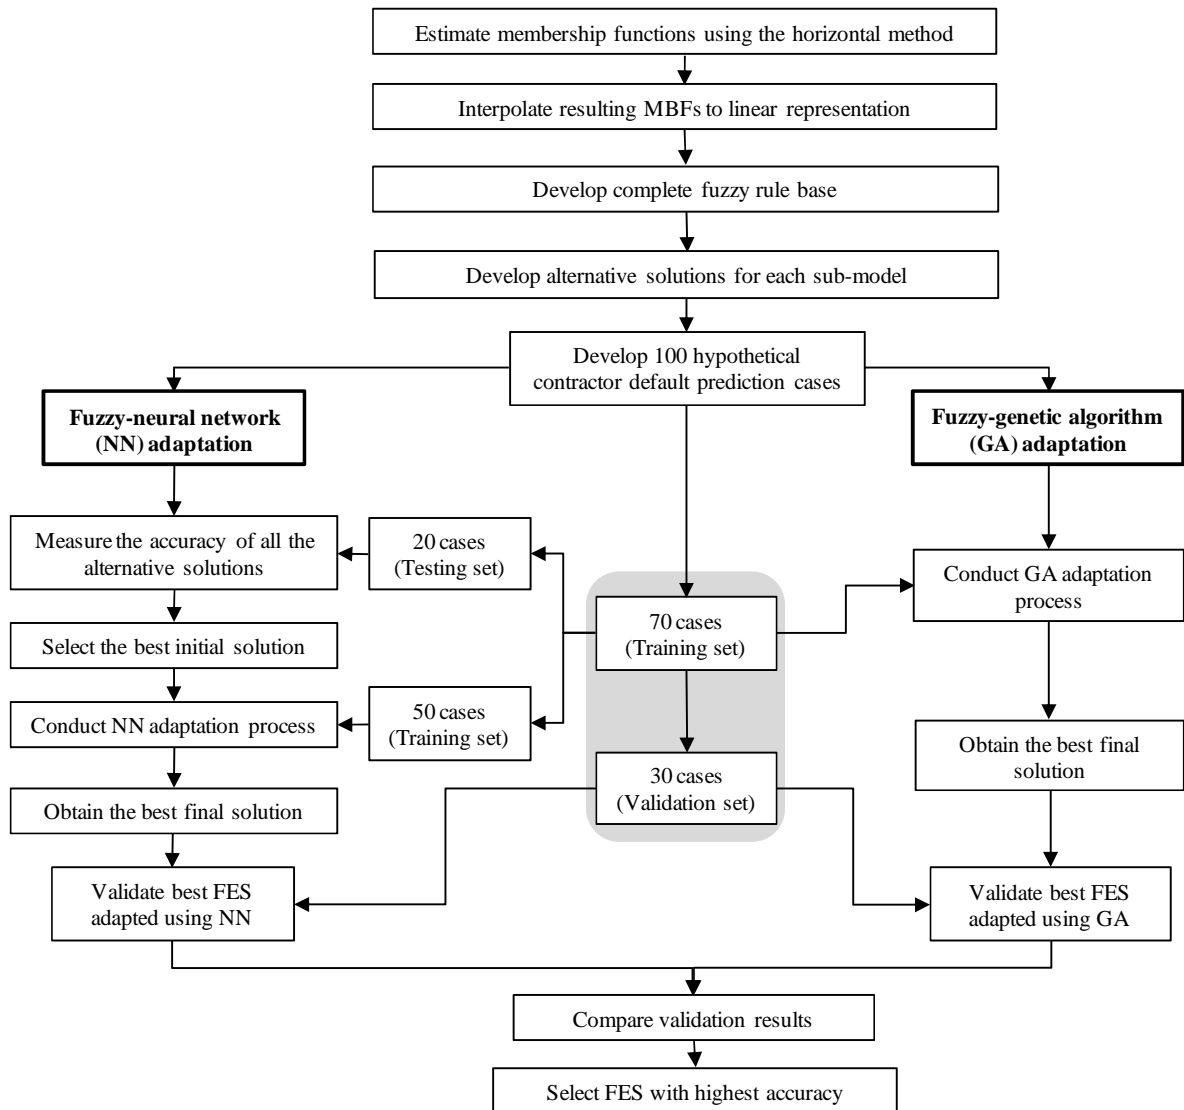 Estimate membership functions using the horizontal method
Interpolate resulting MBFs to linear representation
Develop complete fuzzy rule base
Develop alternative solutions for each sub-model
Develop 100 hypothetical
contractor default prediction cases
Fuzzy-neural network
(NN) adaptation
Fuzzy-genetic algorithm
(GA) adaptation
Measure the accuracy of all the
alternative solutions
20 cases
(Testing set)
Conduct GA adaptation
process
70 cases
(Training set)
Select the best initial solution
50 cases
(Training set)
Conduct NN adaptation process
Obtain the best final
solution
30 cases
(Validation set)
Obtain the best final solution
Validate best FES
adapted using NN
Validate best FES
adapted using GA
Compare validation results
Select FES with highest accuracy